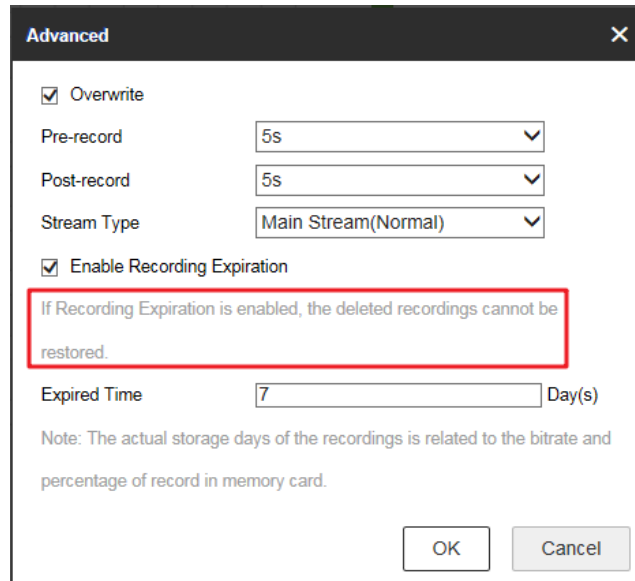 Advanced
Overwrite
Pre-record 5s
Post-record 5s
Stream Type Main Stream(Normal)
Enable Recording Expiration
If Recording Expiration is enabled, the deleted recordings cannot be
restored.
Expired Time 7 Day(s)
Note: The actual storage days of the recordings is related to the bitrate and
percentage of record in memory card.
OK Cancel